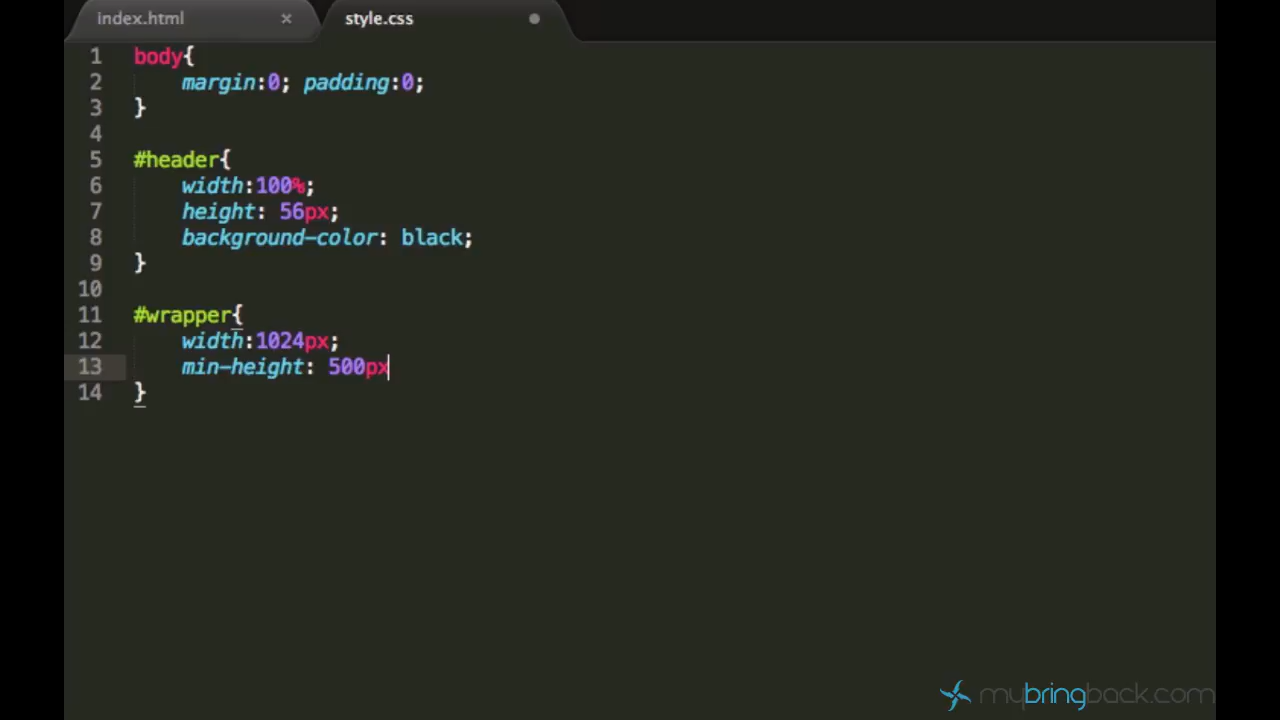 index.html × style.css
1 body{
2 margin:0; padding:0;
3 }
4
5 #header{
6 width:100%;
7 height: 56px;
8 background-color: black;
9 }
10
11 #wrapper{
12 width:1024px;
13 min-height: 500px
14 }
mybringback.com